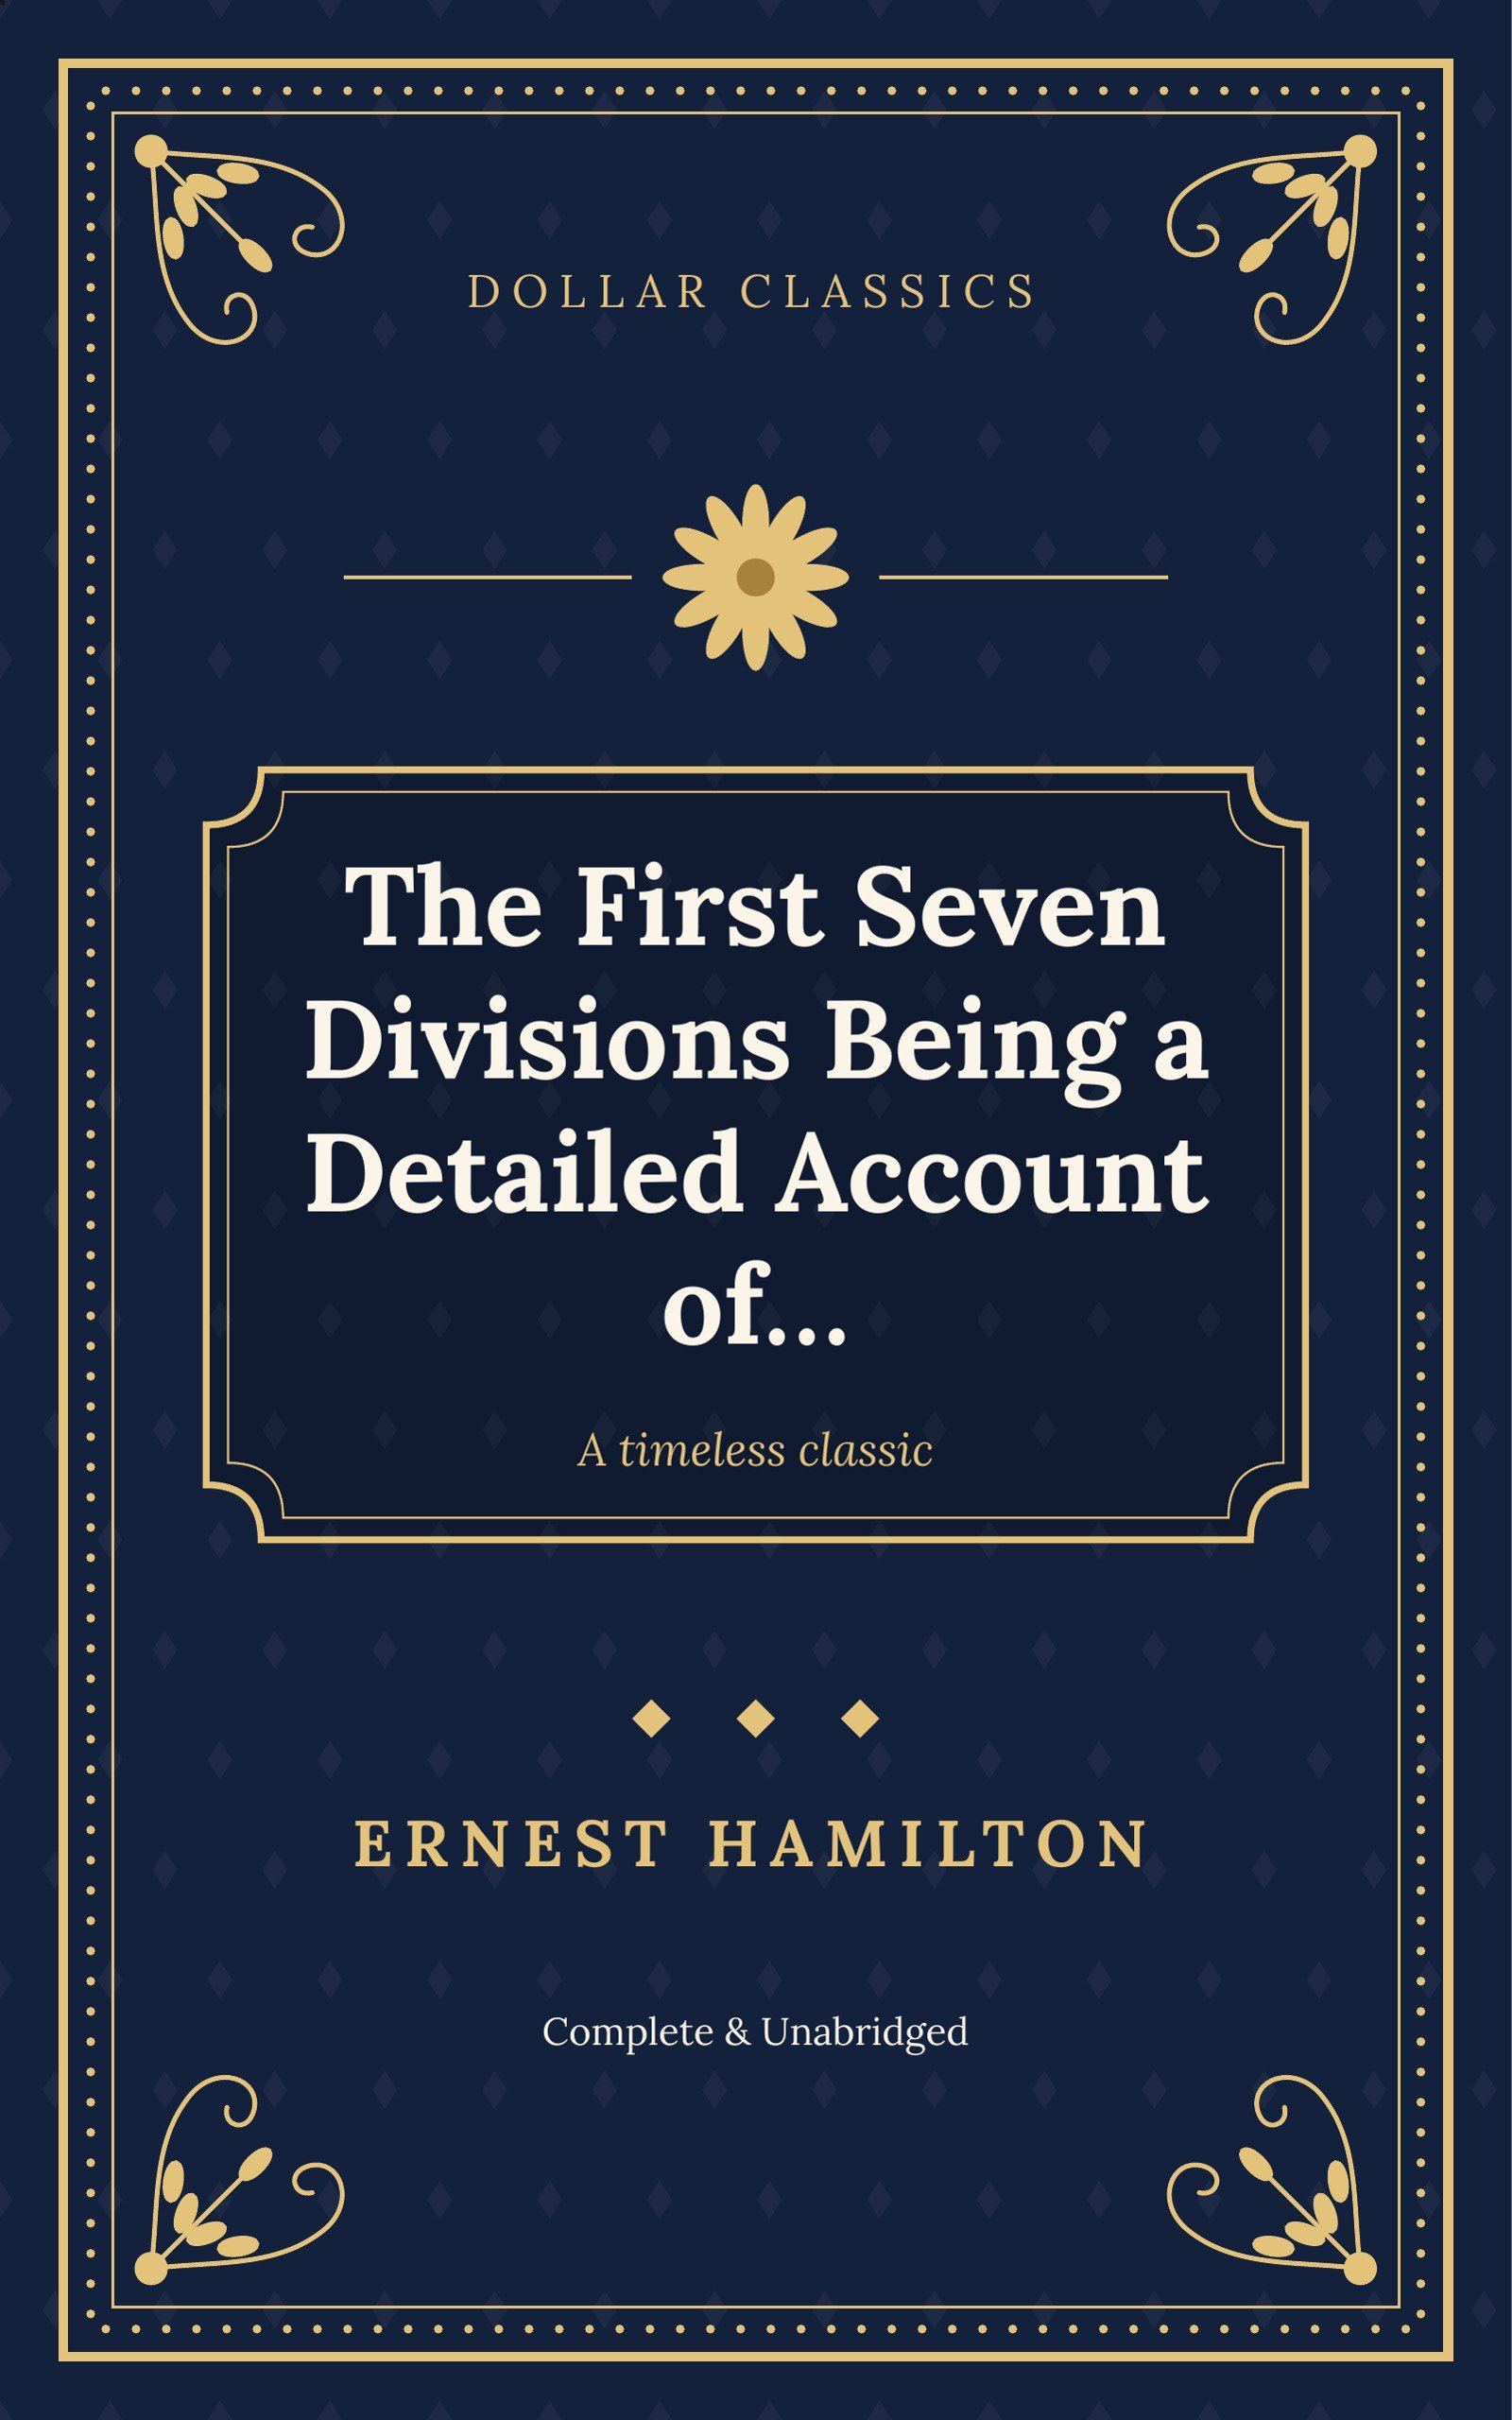 DOLLAR CLASSICS
The First Seven
Divisions Being a
Detailed Account
of...
A timeless classic
ERNEST HAMILTON
Complete & Unabridged